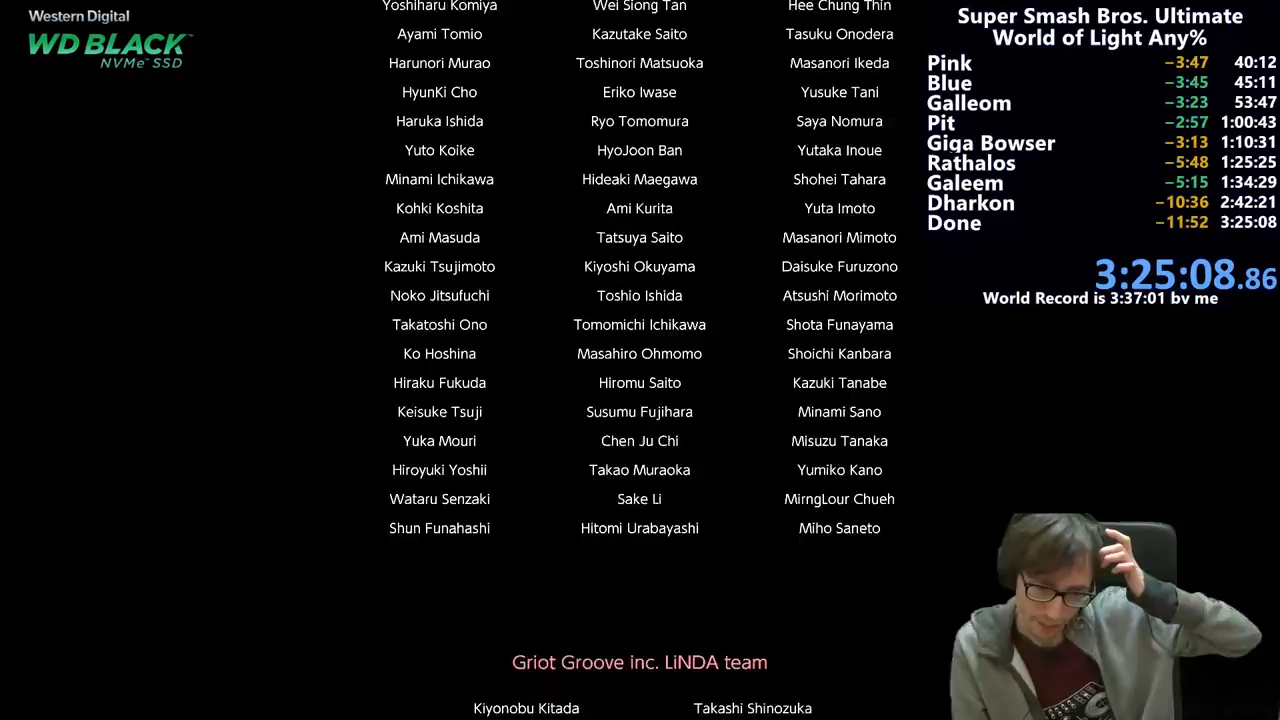 Western Digital
WD BLACK™
NVMe™ SSD
Yoshiharu Komiya Wei Siong Tan Hee Chung Thin
Ayami Tomio Kazutake Saito Tasuku Onodera
Harunori Murao Toshinori Matsuoka Masanori Ikeda
HyunKi Cho Eriko Iwase Yusuke Tani
Haruka Ishida Ryo Tomomura Saya Nomura
Yuto Koike HyoJoon Ban Yutaka Inoue
Minami Ichikawa Hideaki Maegawa Shohei Tahara
Kohki Koshita Ami Kurita Yuta Imoto
Ami Masuda Tatsuya Saito Masanori Mimoto
Kazuki Tsujimoto Kiyoshi Okuyama Daisuke Furuzono
Noko Jitsufuchi Toshio Ishida Atsushi Morimoto
Takatoshi Ono Tomomichi Ichikawa Shota Funayama
Ko Hoshina Masahiro Ohmomo Shoichi Kanbara
Hiraku Fukuda Hiromu Saito Kazuki Tanabe
Keisuke Tsuji Susumu Fujihara Minami Sano
Yuka Mouri Chen Ju Chi Misuzu Tanaka
Hiroyuki Yoshii Takao Muraoka Yumiko Kano
Wataru Senzaki Sake Li MirngLour Chueh
Shun Funahashi Hitomi Urabayashi Miho Saneto
Griot Groove inc. LiNDA team
Kiyonobu Kitada Takashi Shinozuka
Super Smash Bros. Ultimate
World of Light Any%
Pink −3:47 40:12
Blue −3:45 45:11
Galleom −3:23 53:47
Pit −2:57 1:00:43
Giga Bowser −3:13 1:10:31
Rathalos −5:48 1:25:25
Galeem −5:15 1:34:29
Dharkon −10:36 2:42:21
Done −11:52 3:25:08
3:25:08.86
World Record is 3:37:01 by me